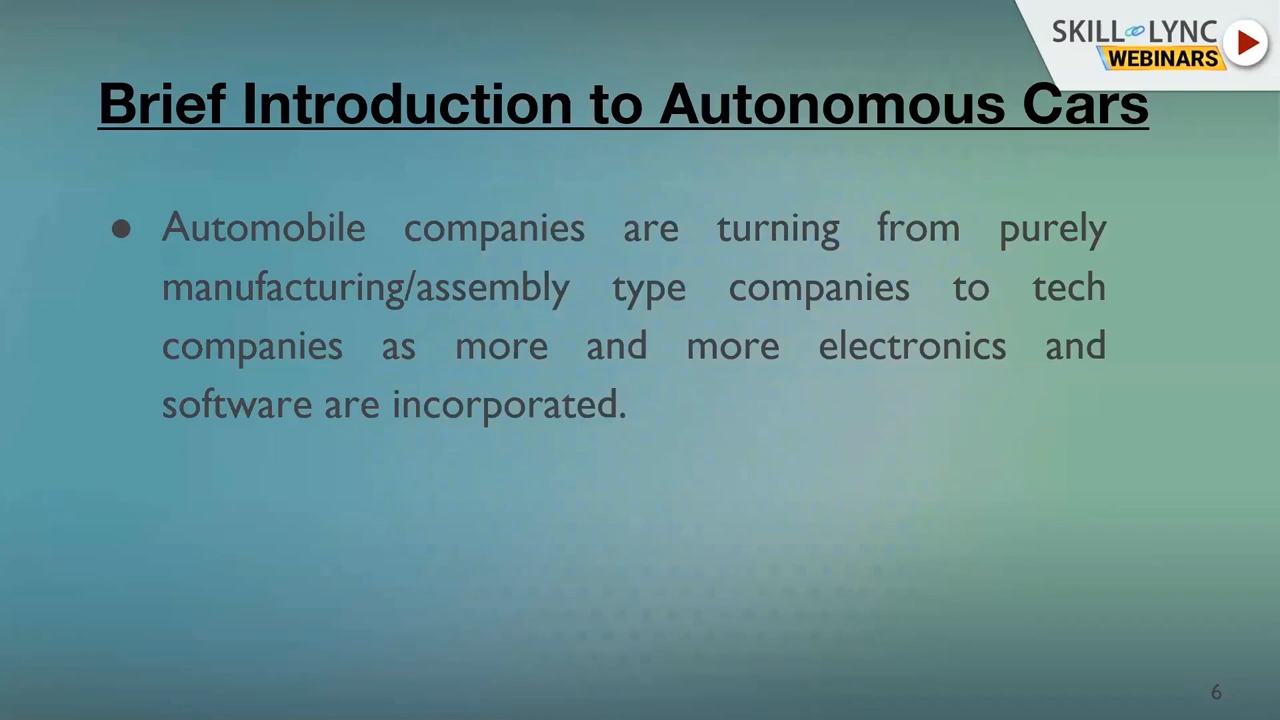 SKILL LYNC
WEBINARS
Brief Introduction to Autonomous Cars
● Automobile companies are turning from purely
manufacturing/assembly type companies to tech
companies as more and more electronics and
software are incorporated.
6